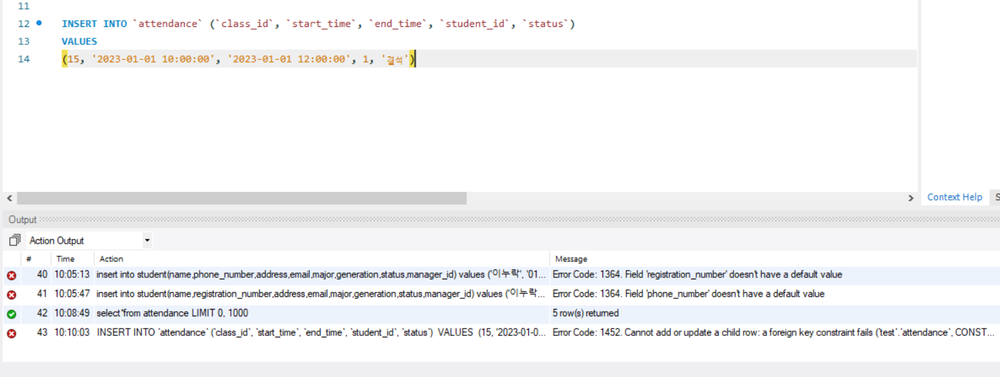 11
12 INSERT INTO `attendance` (`class_id`, `start_time`, `end_time`, `student_id`, `status`)
13 VALUES
14 (15, '2023-01-01 10:00:00', '2023-01-01 12:00:00', 1, '결석')
Context Help S
Output
Action Output
# Time Action Message
40 10:05:13 insert into student(name,phone_number,address,email,major,generation,status,manager_id) values ("이누락", '01... Error Code: 1364. Field 'registration_number' doesn't have a default value
41 10:05:47 insert into student(name,registration_number,address,email,major,generation,status,manager_id) values ("이누락... Error Code: 1364. Field 'phone_number' doesn't have a default value
42 10:08:49 select*from attendance LIMIT 0, 1000 5 row(s) returned
43 10:10:03 INSERT INTO `attendance` (`class_id`, `start_time`, `end_time`, `student_id`, `status`) VALUES (15, '2023-01-0... Error Code: 1452. Cannot add or update a child row: a foreign key constraint fails (`test`.`attendance`, CONST...